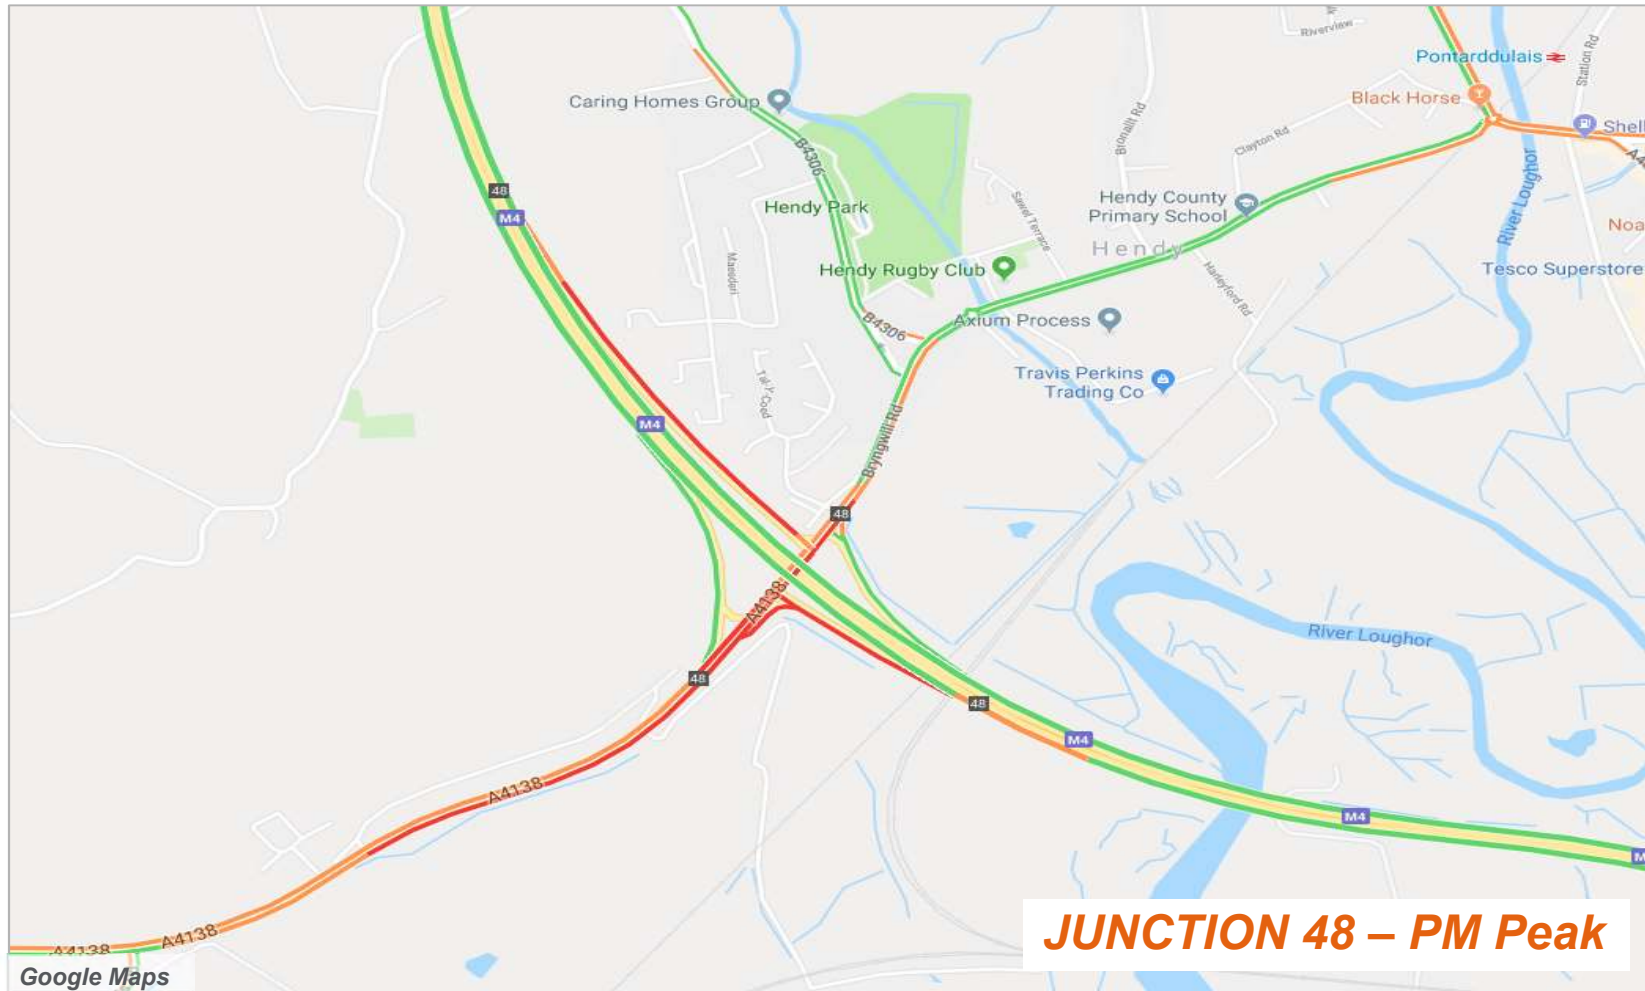 Riverview
Pontarddulais
Station Rd
Caring Homes Group
Black Horse
Shell
Bronallt Rd
Clayton Rd
A48
B4306
48
M4
Hendy County
Primary School
River Loughor
Hendy Park
Sawel Terrace
Noa
Hendy
Maesderi
Hendy Rugby Club
Harleyford Rd
Tesco Superstore
B4306
Axium Process
Travis Perkins
Trading Co
Tal-Y-Coed
M4
Bryngwili Rd
48
A4138
River Loughor
48
48
M4
A4138
M4
M
A4138
A4138
JUNCTION 48 – PM Peak
Google Maps